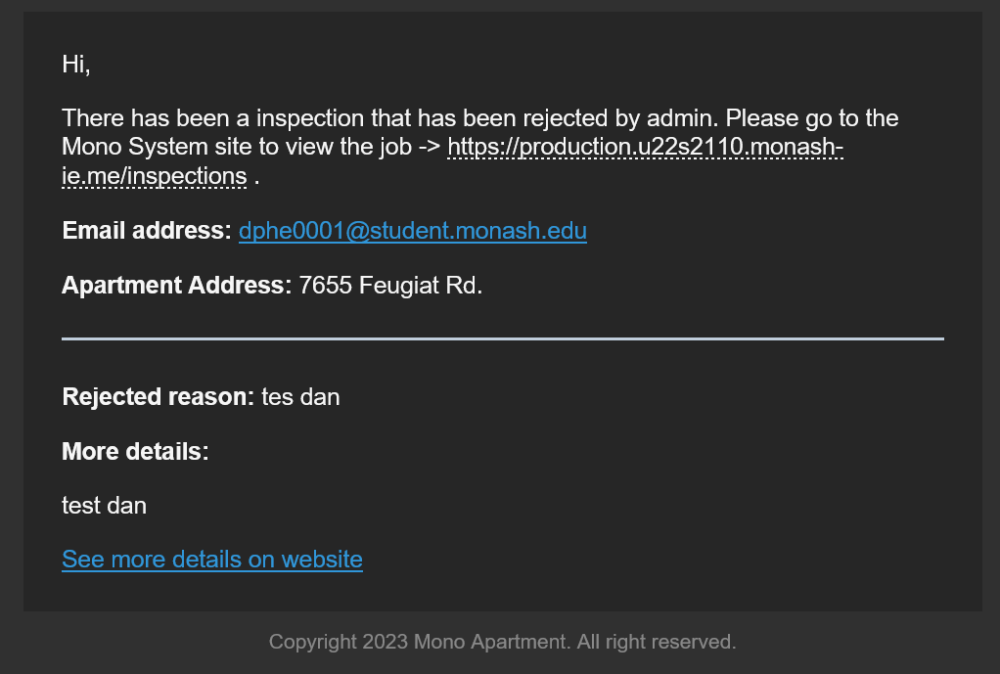 Hi,
There has been a inspection that has been rejected by admin. Please go to the
Mono System site to view the job -> https://production.u22s2110.monash-
ie.me/inspections .
Email address: dphe0001@student.monash.edu
Apartment Address: 7655 Feugiat Rd.
Rejected reason: tes dan
More details:
test dan
See more details on website
Copyright 2023 Mono Apartment. All right reserved.